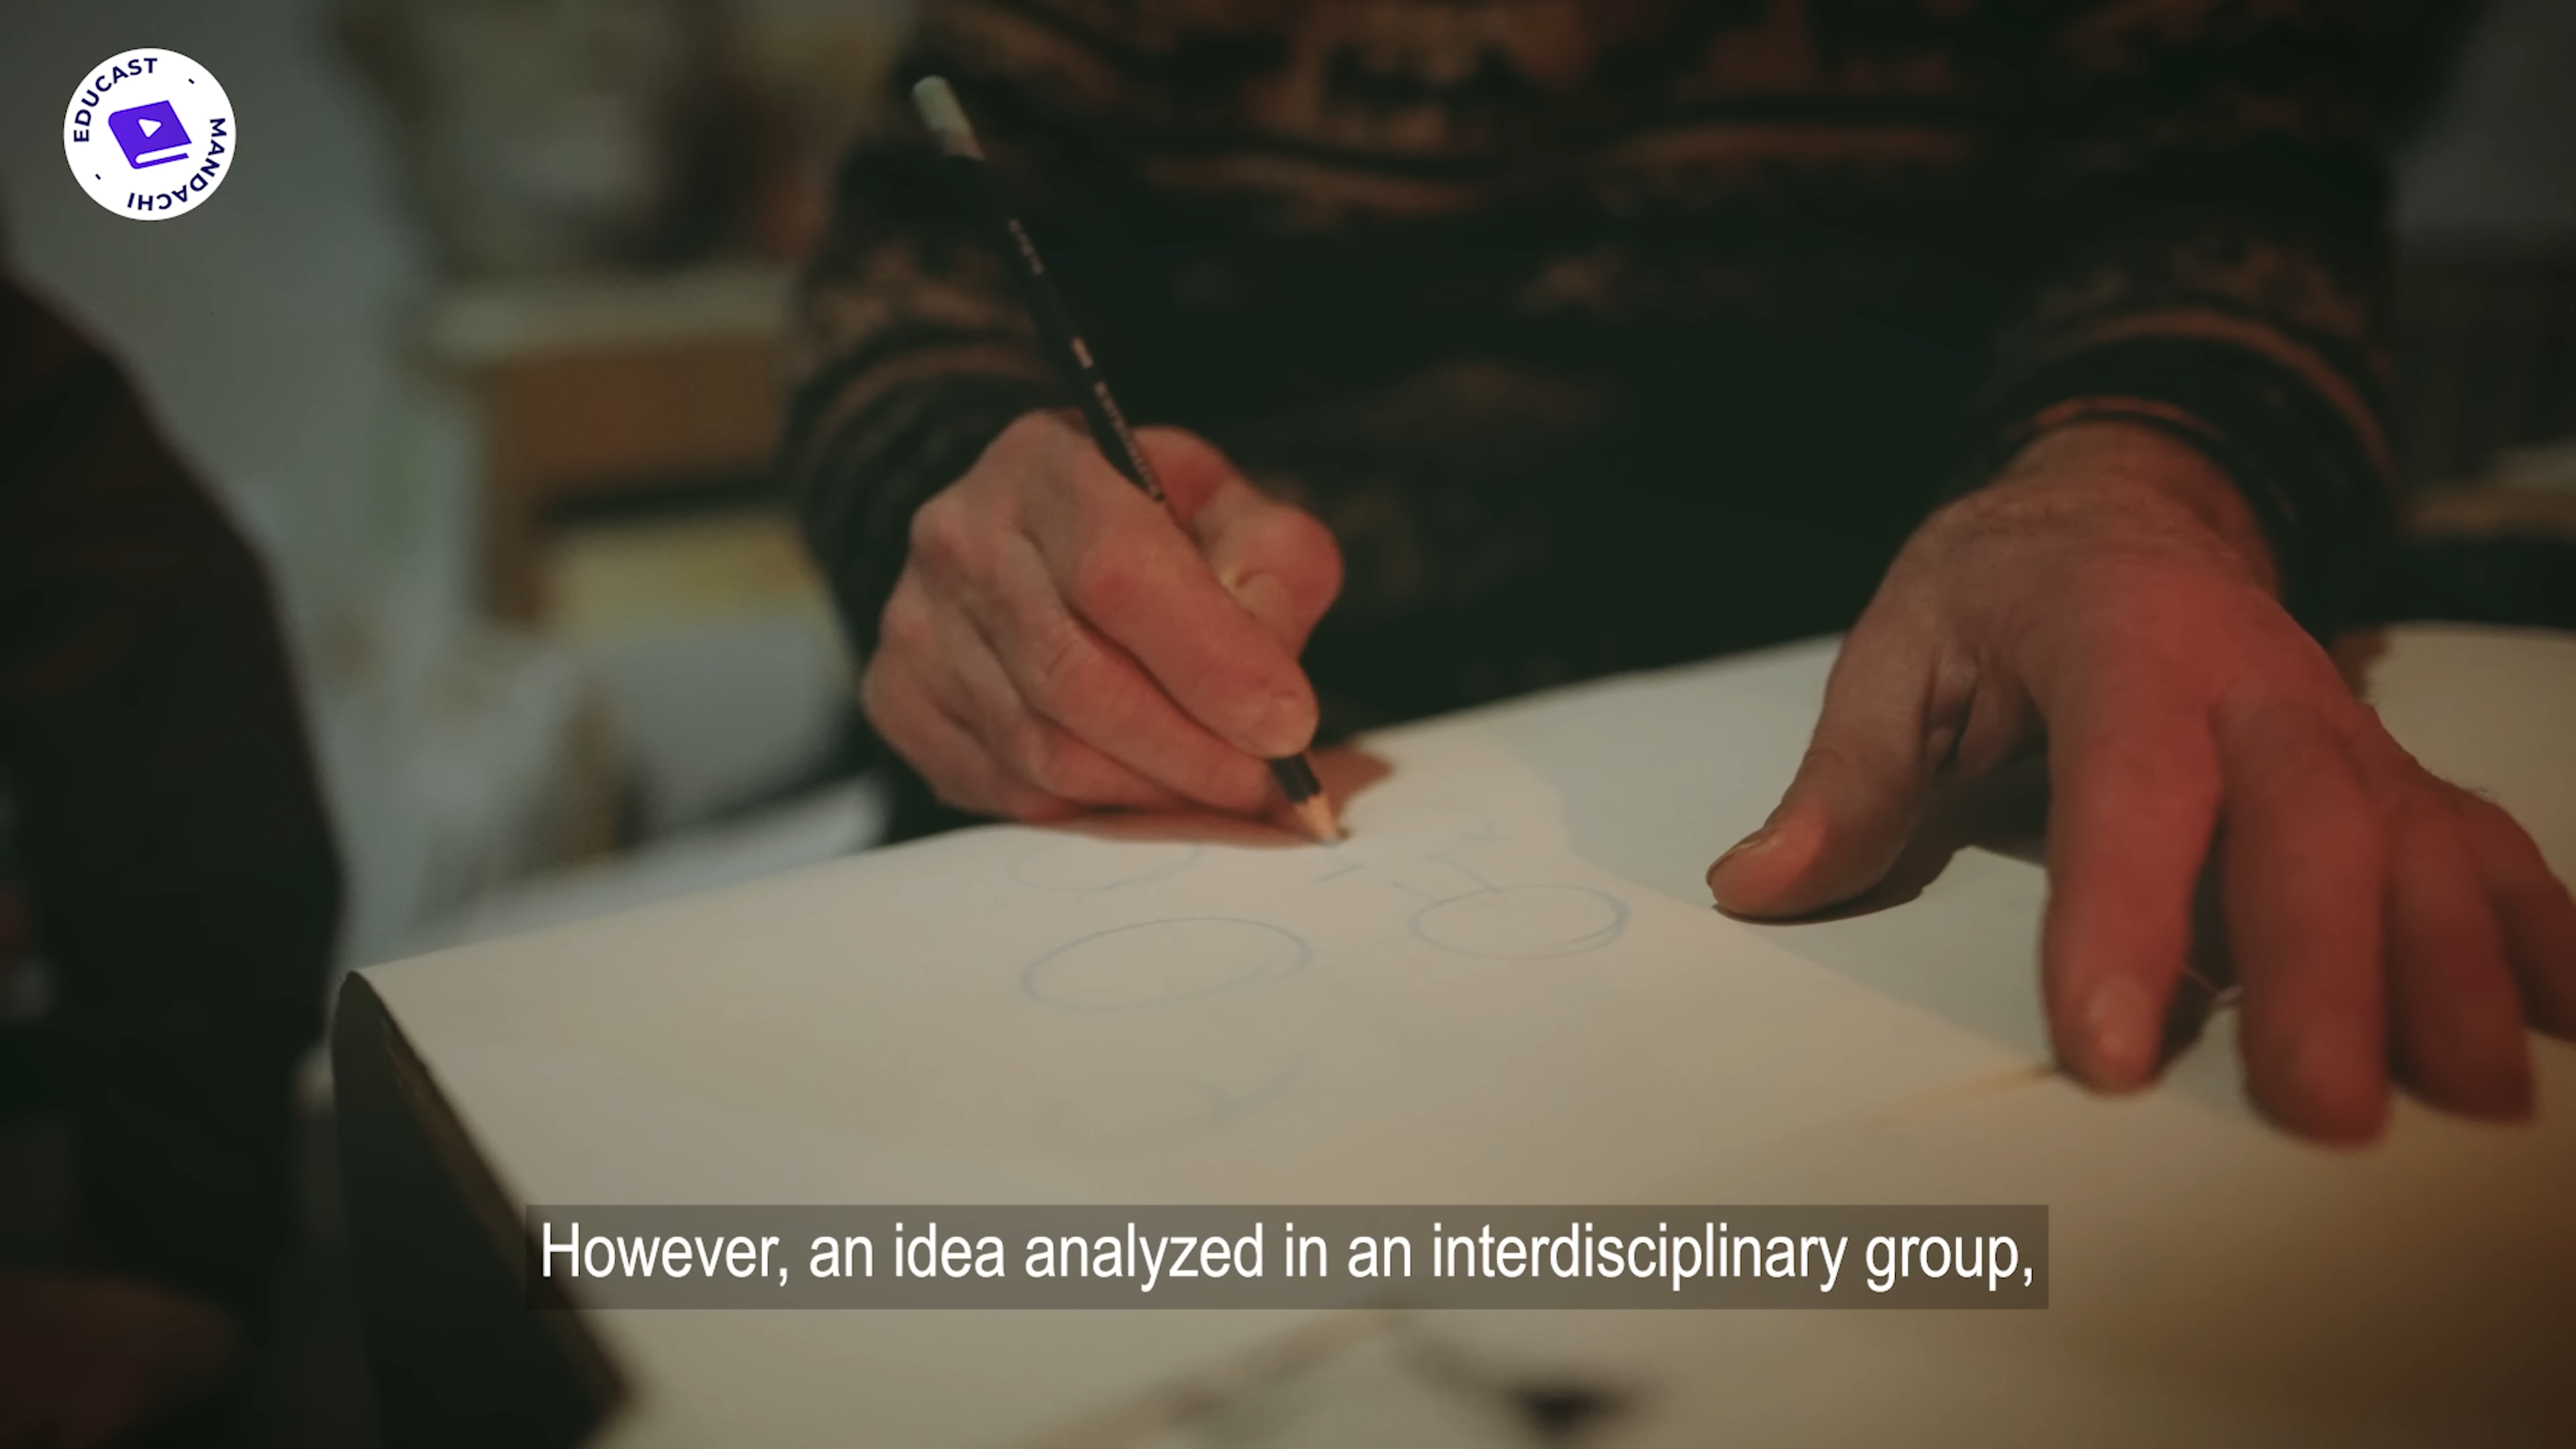 EDUCAST - MANDACHI -
However, an idea analyzed in an interdisciplinary group,